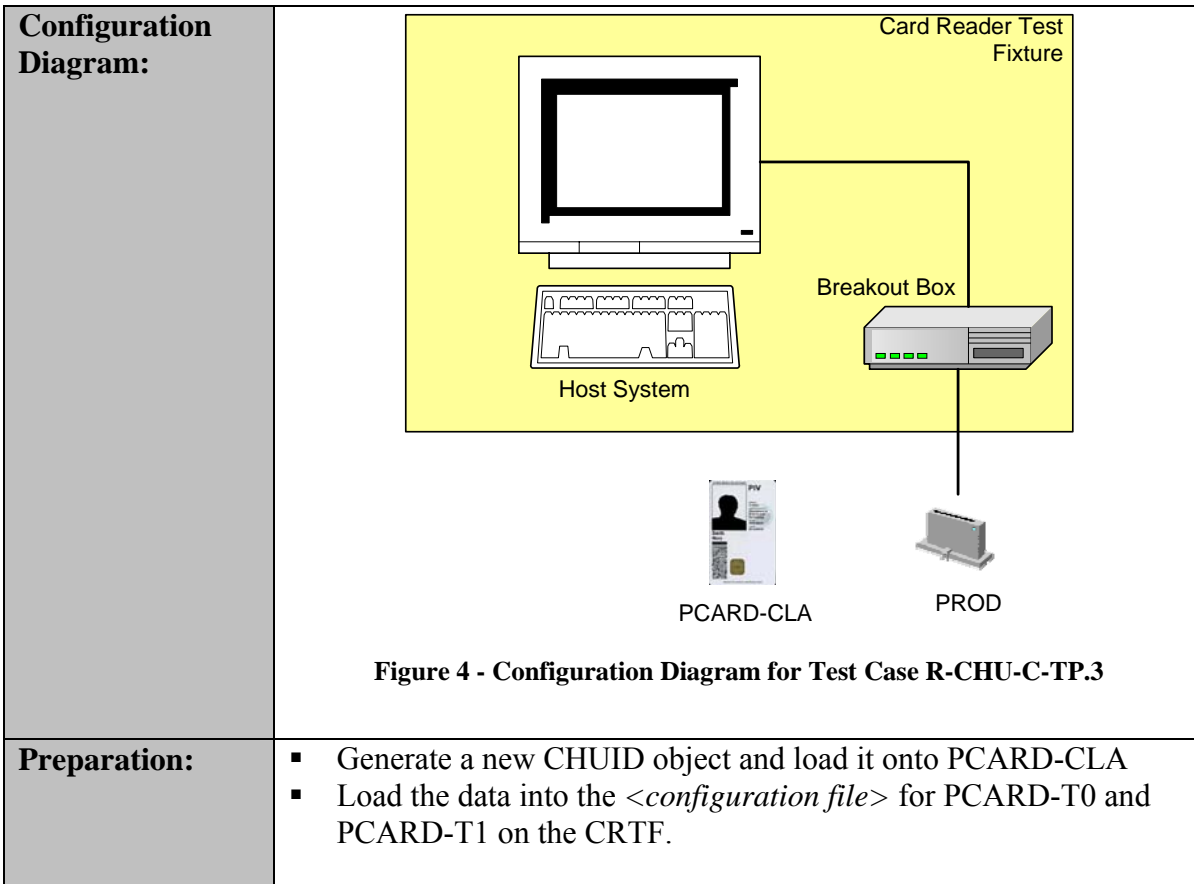 Configuration
Diagram:
Card Reader Test
Fixture
Breakout Box
Host System
PIV
PCARD-CLA
PROD
Figure 4 - Configuration Diagram for Test Case R-CHU-C-TP.3
Preparation:
▪ Generate a new CHUID object and load it onto PCARD-CLA
▪ Load the data into the <configuration file> for PCARD-T0 and
PCARD-T1 on the CRTF.